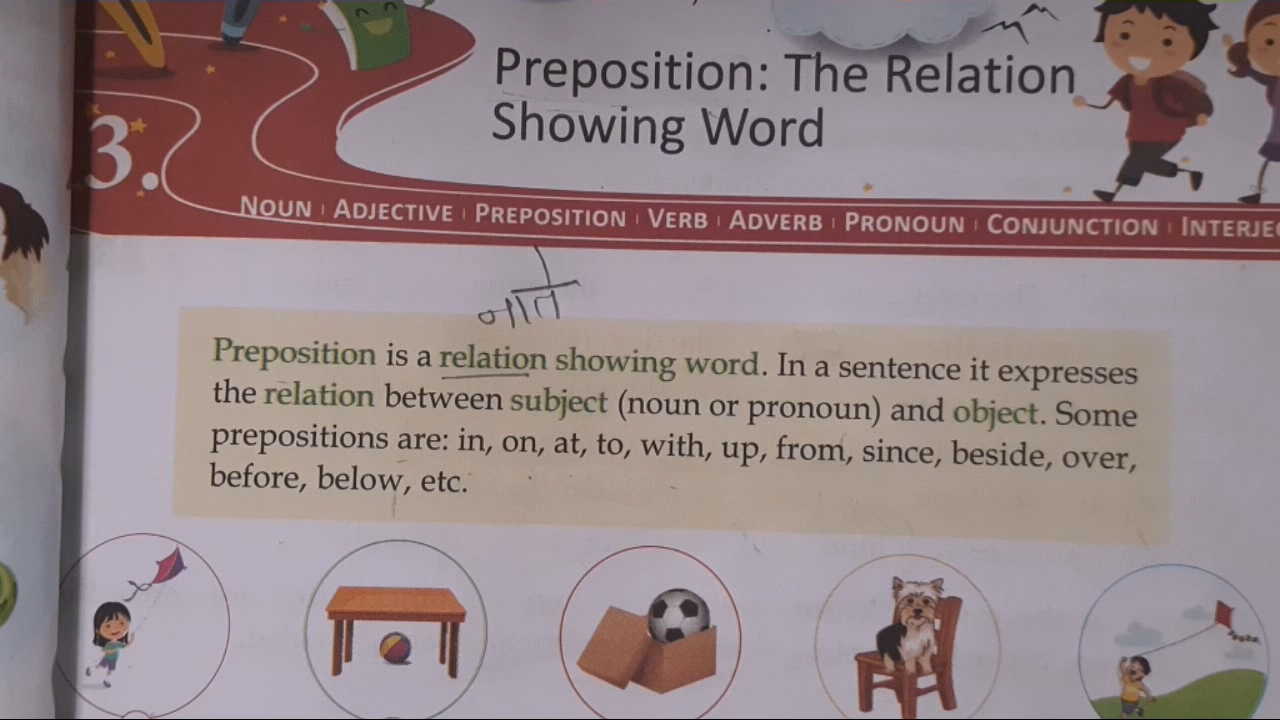 Preposition: The Relation
Showing Word
3.
NOUN | ADJECTIVE | PREPOSITION | VERB | ADVERB | PRONOUN | CONJUNCTION | INTERJEC
नाते
Preposition is a relation showing word. In a sentence it expresses
the relation between subject (noun or pronoun) and object. Some
prepositions are: in, on, at, to, with, up, from, since, beside, over,
before, below, etc.